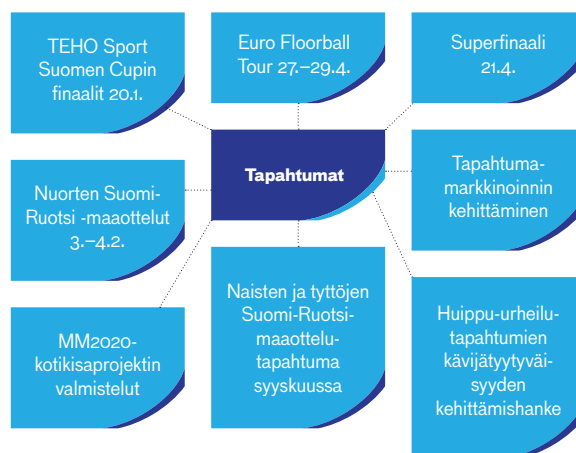 TEHO Sport
Suomen Cupin
finaalit 20.1.
Euro Floorball
Tour 27.–29.4.
Superfinaali
21.4.
Tapahtumat
Nuorten Suomi-
Ruotsi -maaottelut
3.–4.2.
Tapahtuma-
markkinoinnin
kehittäminen
MM2020-
kotikisaprojektin
valmistelut
Naisten ja tyttöjen
Suomi-Ruotsi-
maaottelu-
tapahtuma
syyskuussa
Huippu-urheilu-
tapahtumien
kävijätyytyväi-
syyden
kehittämishanke